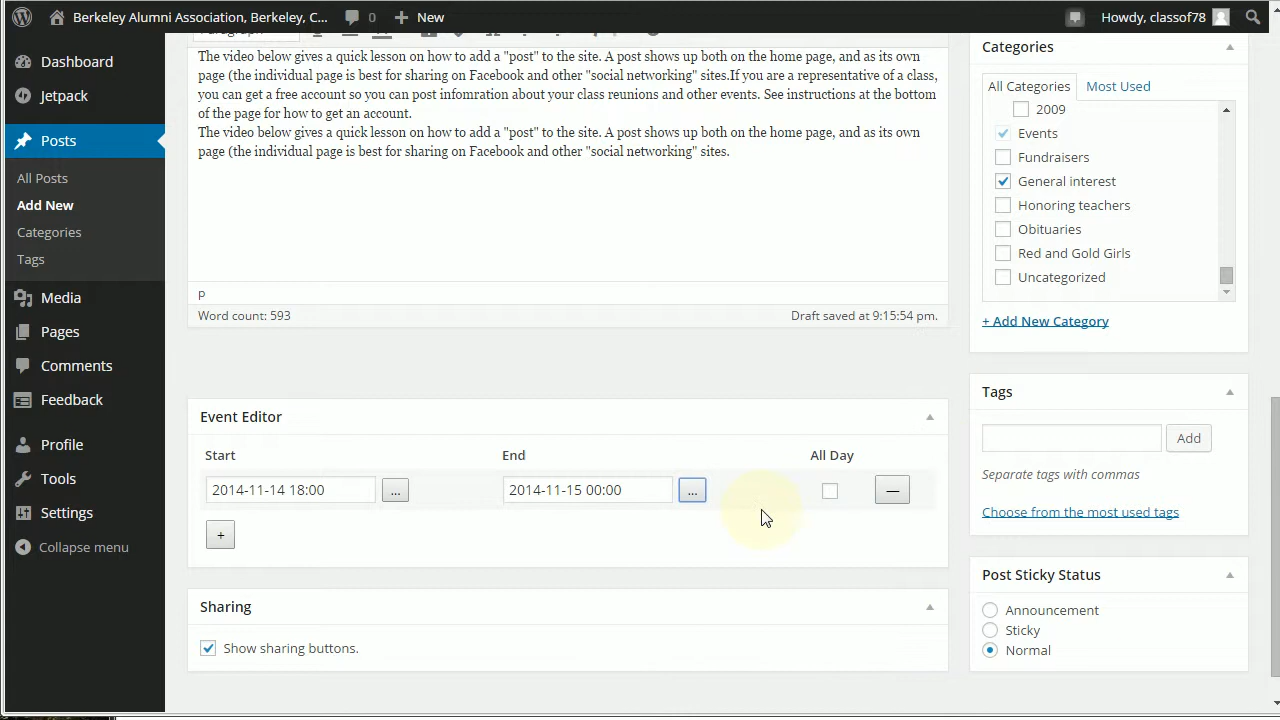 Berkeley Alumni Association, Berkeley, C... 0 New Howdy, classof78
Dashboard
Jetpack
Posts
All Posts
Add New
Categories
Tags
Media
Pages
Comments
Feedback
Profile
Tools
Settings
Collapse menu
The video below gives a quick lesson on how to add a "post" to the site. A post shows up both on the home page, and as its own
page (the individual page is best for sharing on Facebook and other "social networking" sites.If you are a representative of a class,
you can get a free account so you can post infomration about your class reunions and other events. See instructions at the bottom
of the page for how to get an account.
The video below gives a quick lesson on how to add a "post" to the site. A post shows up both on the home page, and as its own
page (the individual page is best for sharing on Facebook and other "social networking" sites.
p
Word count: 593 Draft saved at 9:15:54 pm.
Event Editor
Start End All Day
2014-11-14 18:00 ... 2014-11-15 00:00 ... —
+
Sharing
Show sharing buttons.
Categories
All Categories Most Used
2009
Events
Fundraisers
General interest
Honoring teachers
Obituaries
Red and Gold Girls
Uncategorized
+ Add New Category
Tags
Add
Separate tags with commas
Choose from the most used tags
Post Sticky Status
Announcement
Sticky
Normal